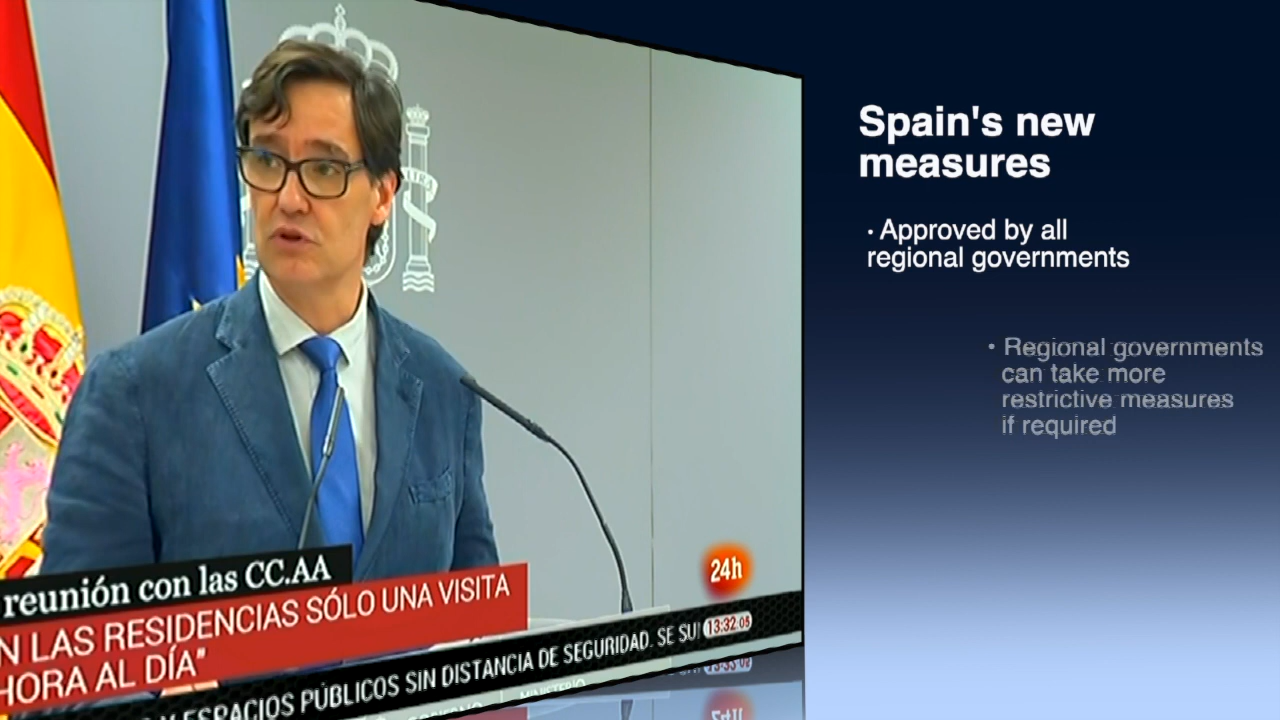 Spain's new
measures
• Approved by all
regional governments
• Regional governments
can take more
restrictive measures
if required
reunión con las CC.AA
N LAS RESIDENCIAS SÓLO UNA VISITA
HORA AL DÍA"
24h
Y ESPACIOS PÚBLICOS SIN DISTANCIA DE SEGURIDAD. SE SU
13:32:05